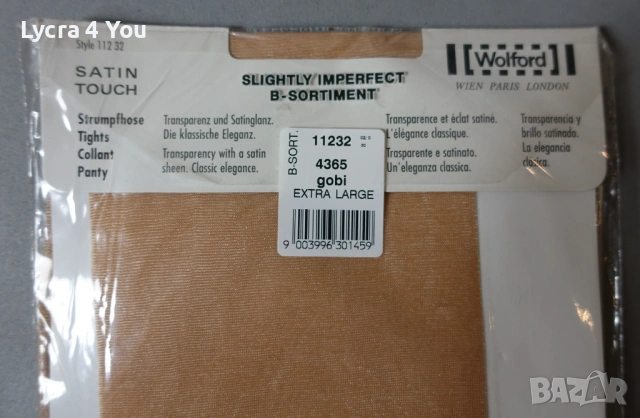 Lycra 4 You
Style 112 32
SATIN
TOUCH
SLIGHTLY IMPERFECT
B-SORTIMENT
Wolford
WIEN PARIS LONDON
Strumpfhose
Tights
Collant
Panty
Transparenz und Satinglanz.
Die klassische Eleganz.
Transparency with a satin
sheen. Classic elegance.
Transparence et éclat satiné.
L'élégance classique.
Trasparente e satinato.
Un'eleganza classica.
Transparencia y
brillo satinado.
La elegancia
clasica.
B-SORT.
11232
4365
gobi
EXTRA LARGE
9 003996 301459
BAZAR